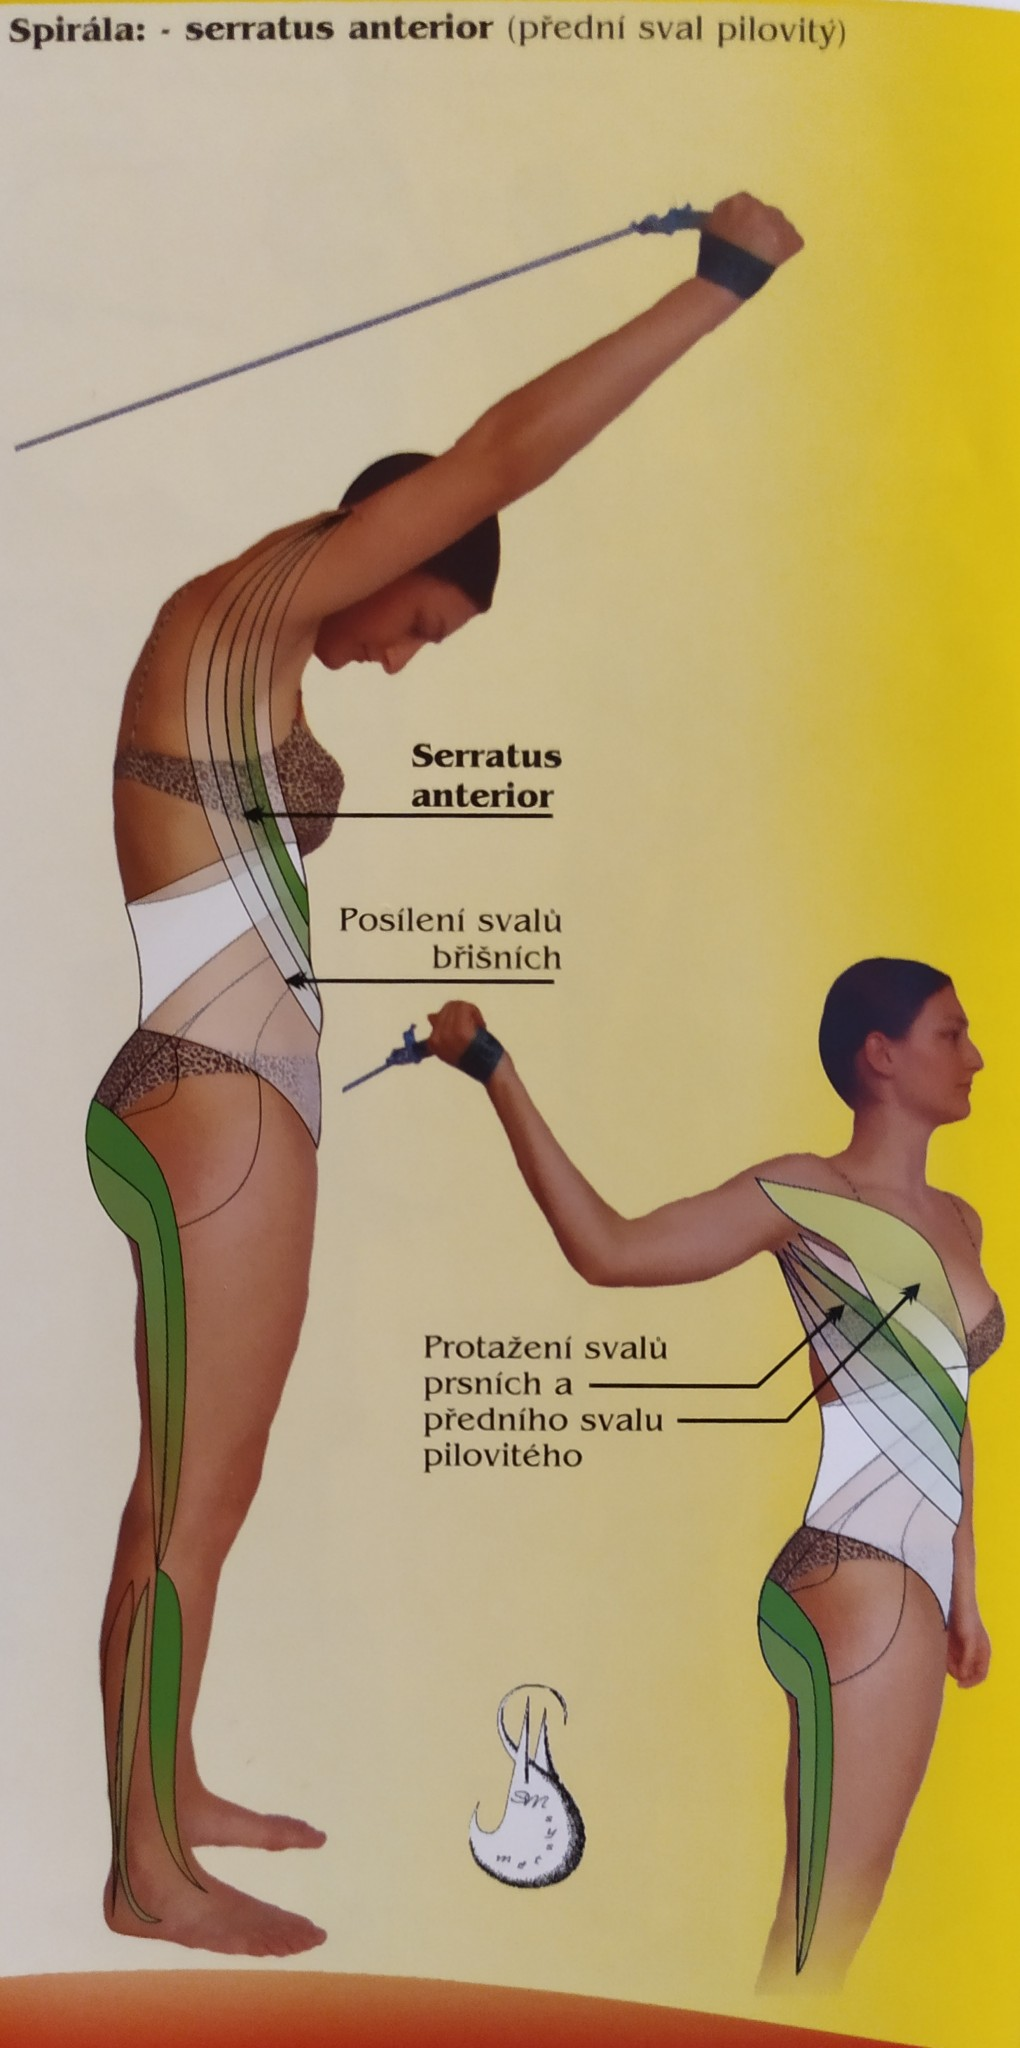 Spirála: - serratus anterior (přední sval pilovitý)
Serratus
anterior
Posílení svalů
břišních
Protažení svalů
prsních a
předního svalu
pilovitého